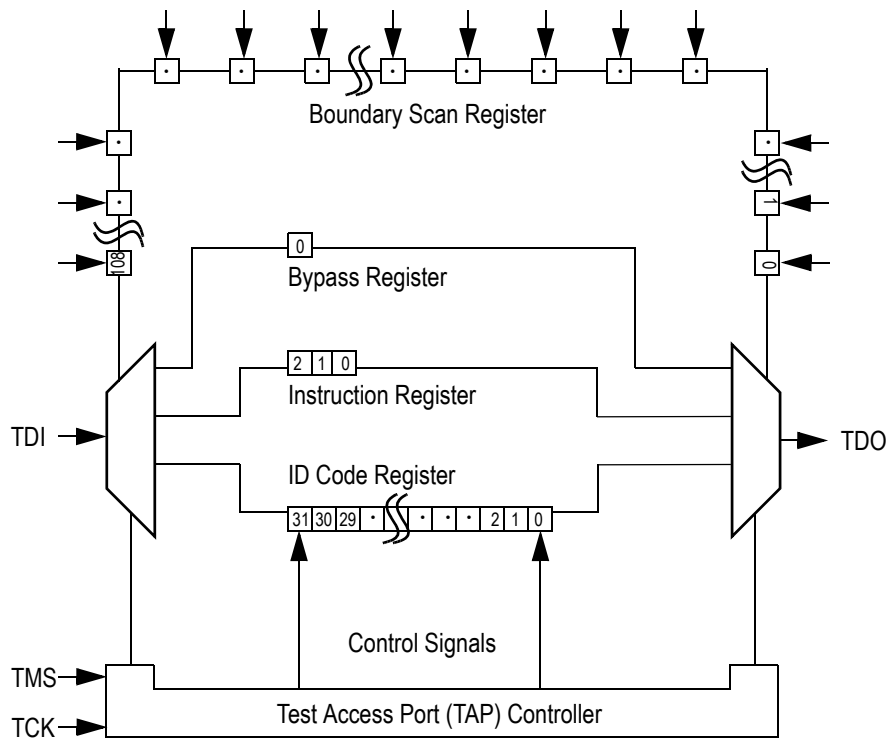 Boundary Scan Register
1
108
0
0
Bypass Register
2 1 0
Instruction Register
TDI
TDO
ID Code Register
31 30 29 · · · · 2 1 0
Control Signals
TMS
Test Access Port (TAP) Controller
TCK